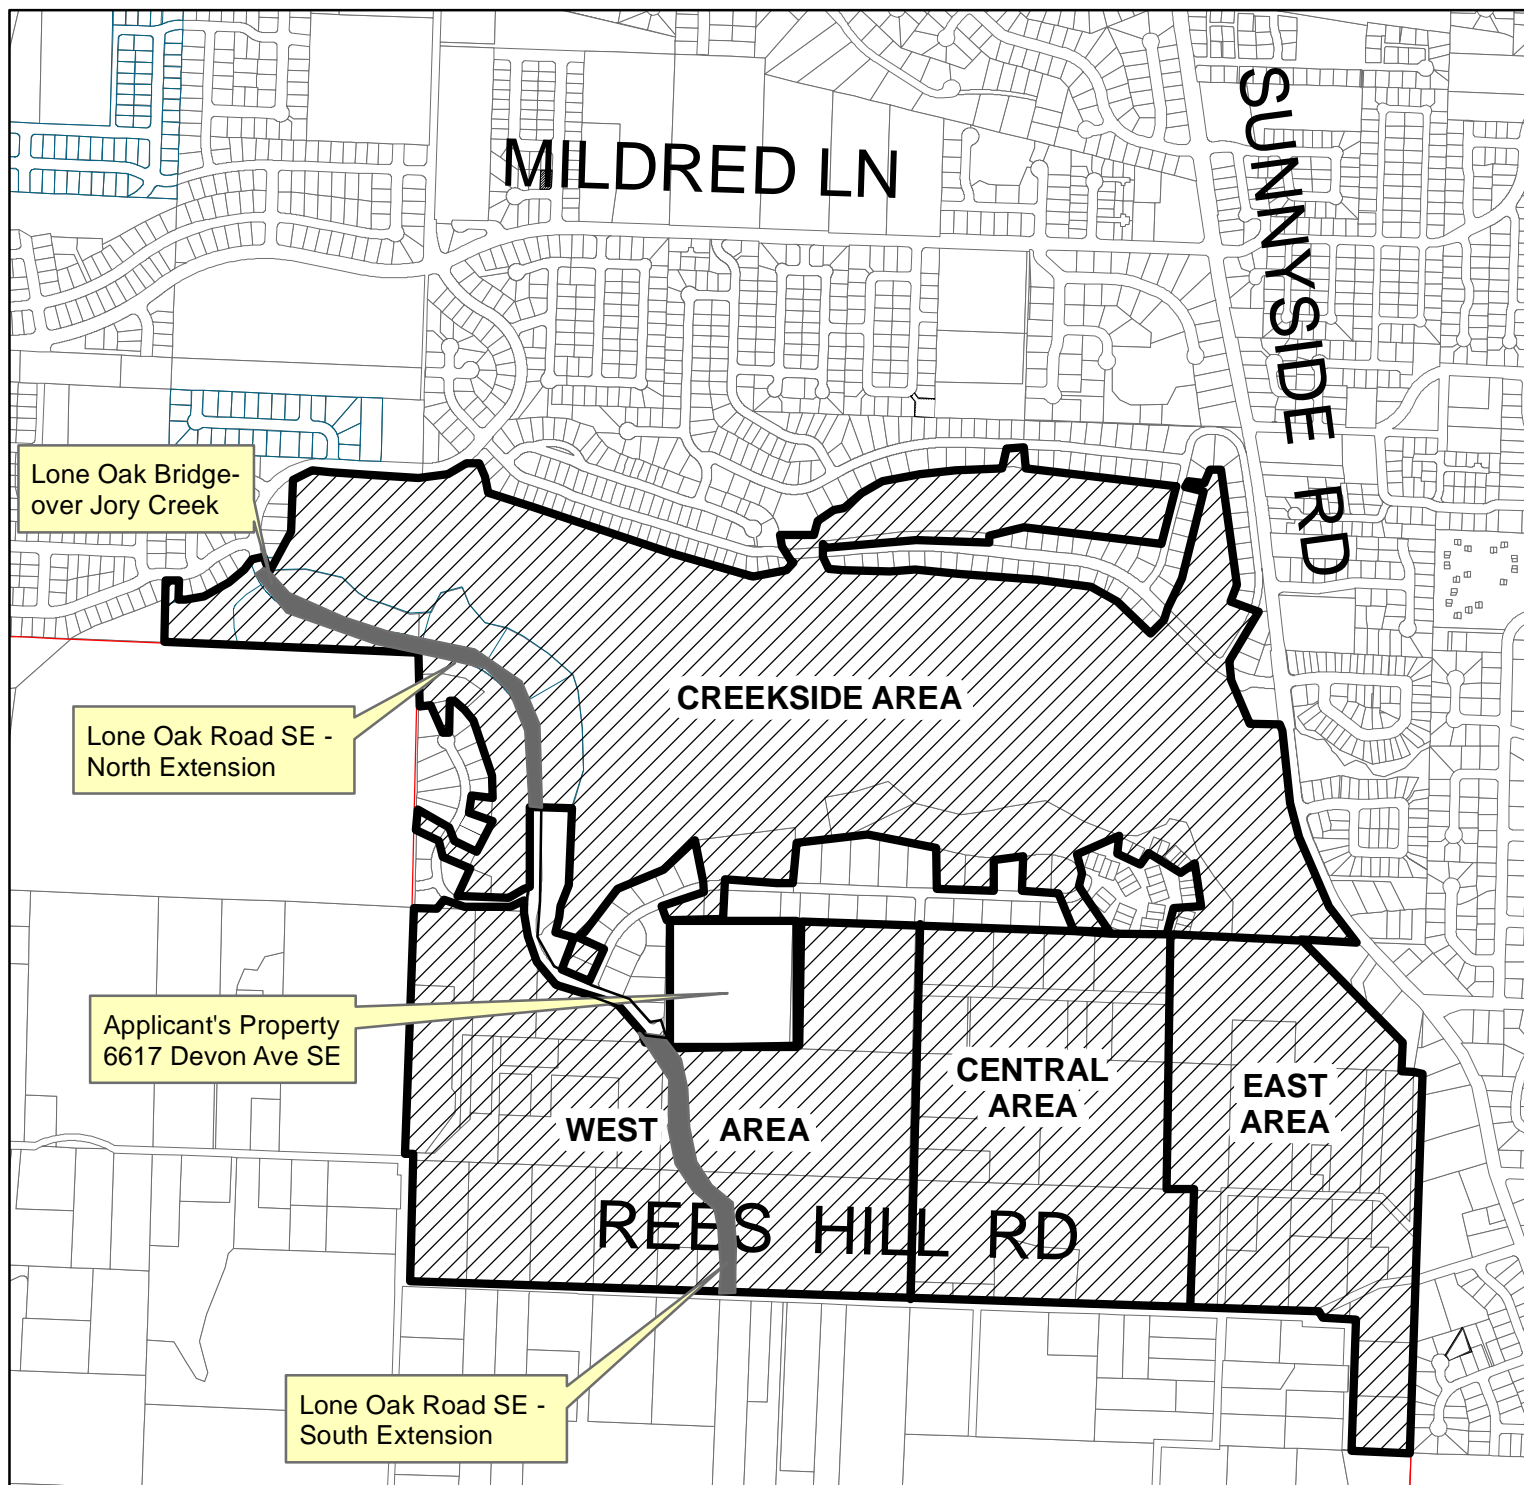 MILDRED LN
SUNNYSIDE RD
Lone Oak Bridge-
over Jory Creek
CREEKSIDE AREA
Lone Oak Road SE -
North Extension
Applicant's Property
6617 Devon Ave SE
CENTRAL
AREA
EAST
AREA
WEST AREA
REES HILL RD
Lone Oak Road SE -
South Extension